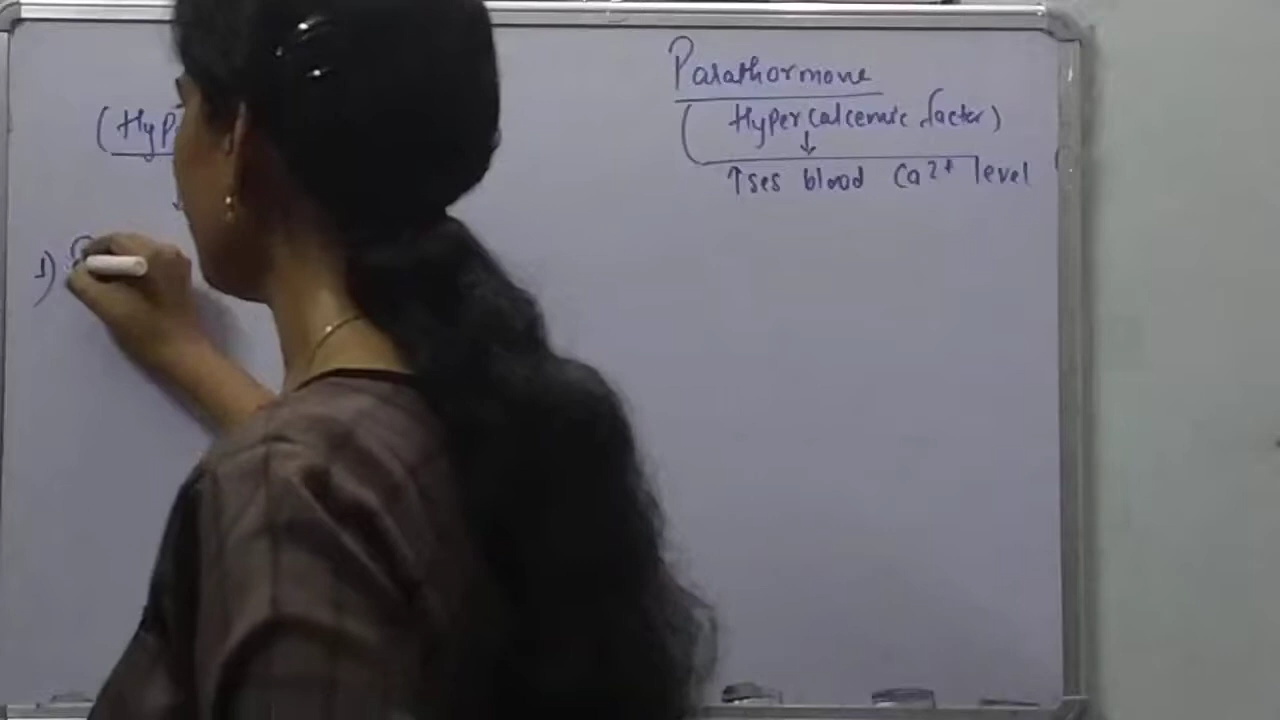 (Hyp
1)
Parathormone
(Hypercalcemic factor)
↓
↑ses blood Ca²⁺ level